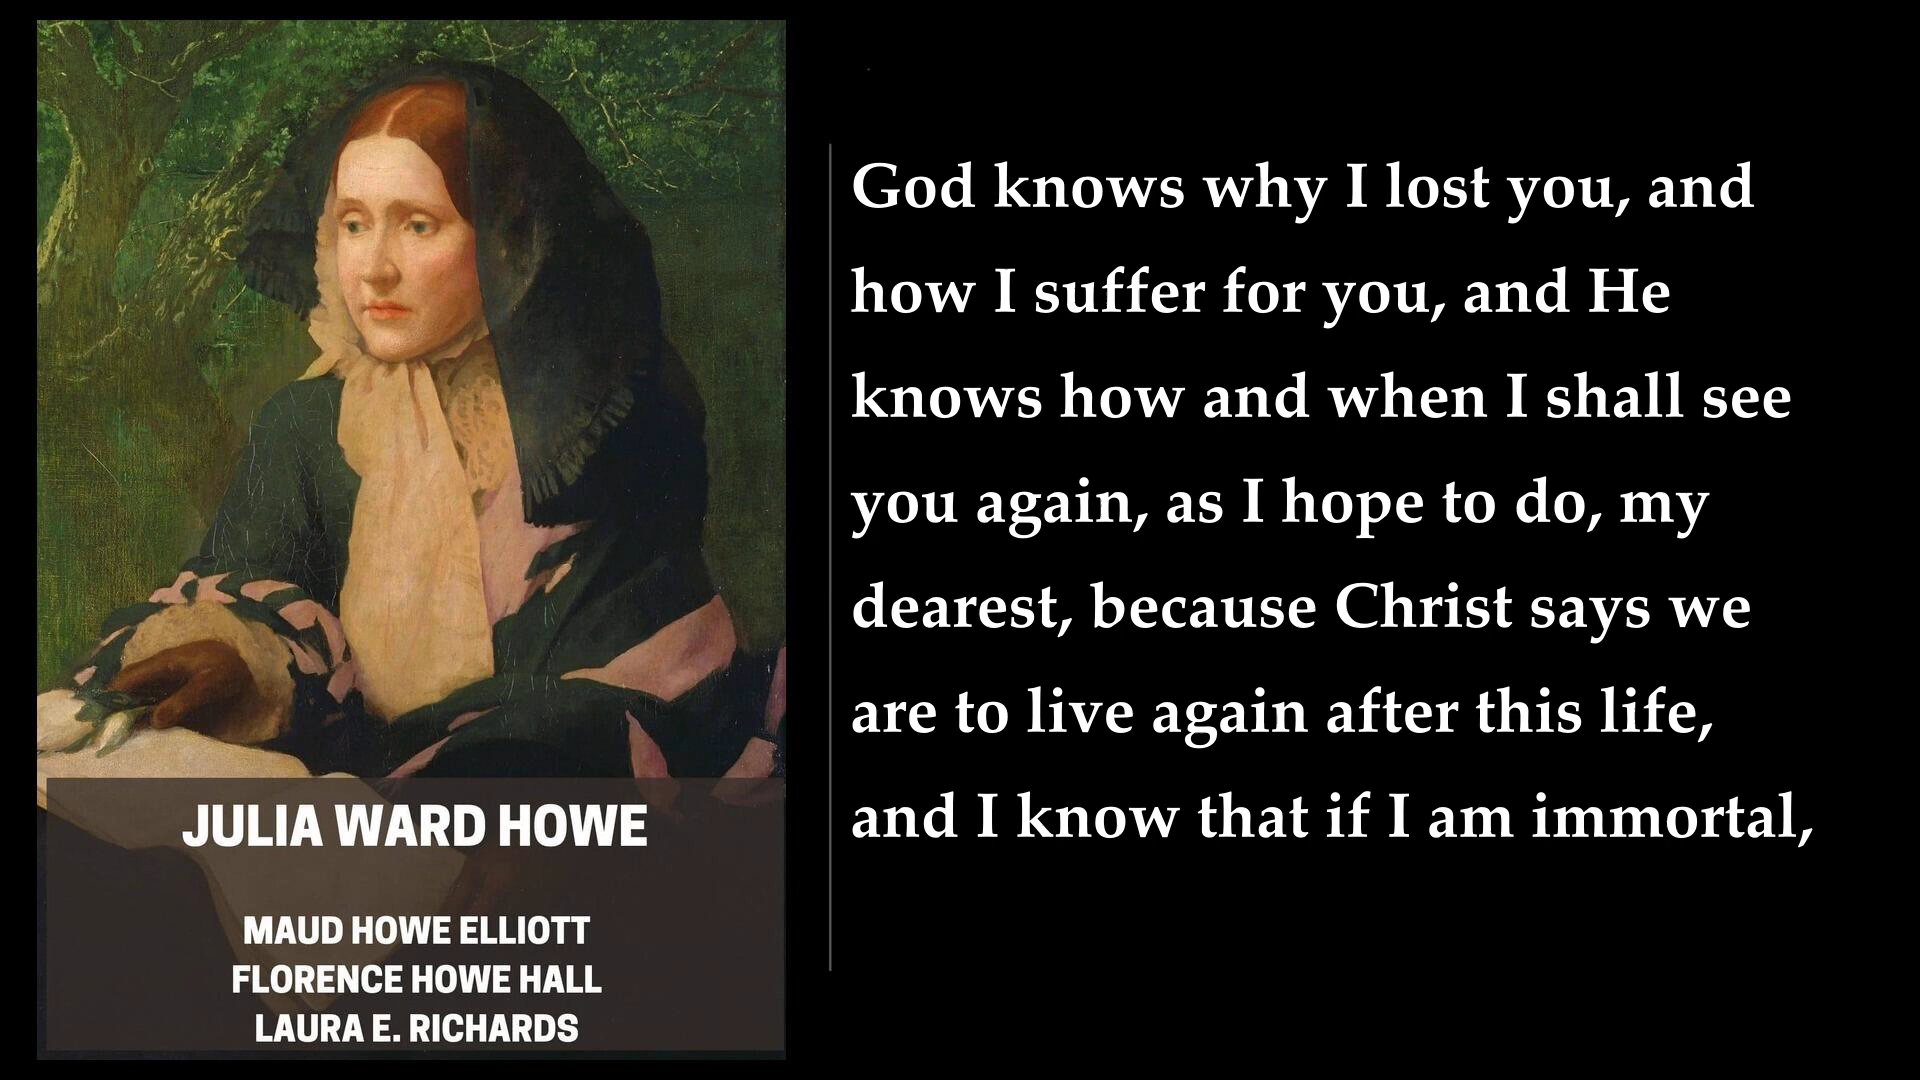 JULIA WARD HOWE
MAUD HOWE ELLIOTT
FLORENCE HOWE HALL
LAURA E. RICHARDS
God knows why I lost you, and
how I suffer for you, and He
knows how and when I shall see
you again, as I hope to do, my
dearest, because Christ says we
are to live again after this life,
and I know that if I am immortal,